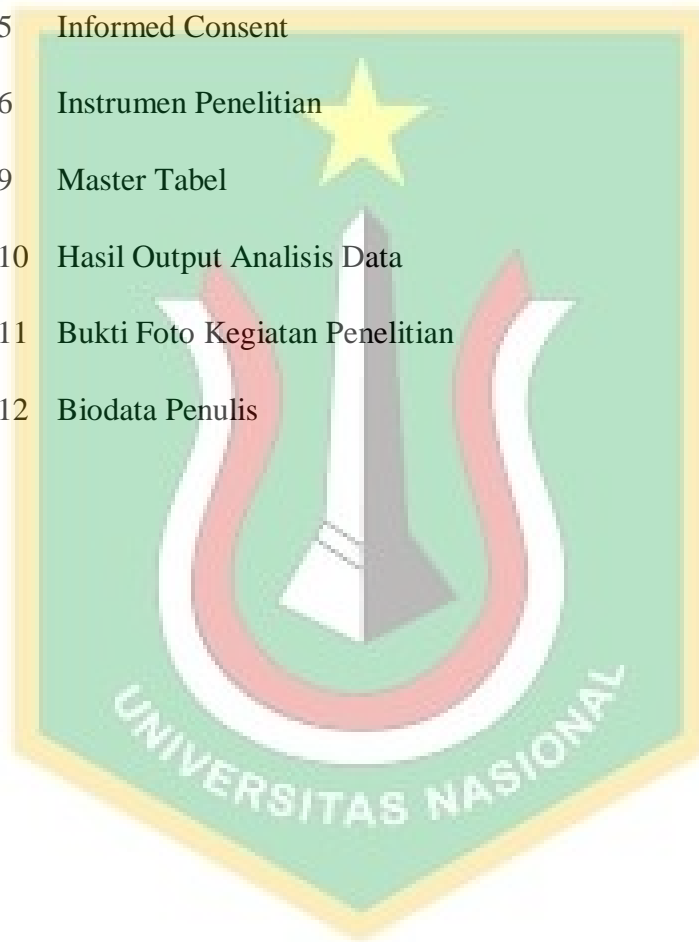 5 Informed Consent
6 Instrumen Penelitian
9 Master Tabel
10 Hasil Output Analisis Data
11 Bukti Foto Kegiatan Penelitian
12 Biodata Penulis
UNIVERSITAS NASIONAL